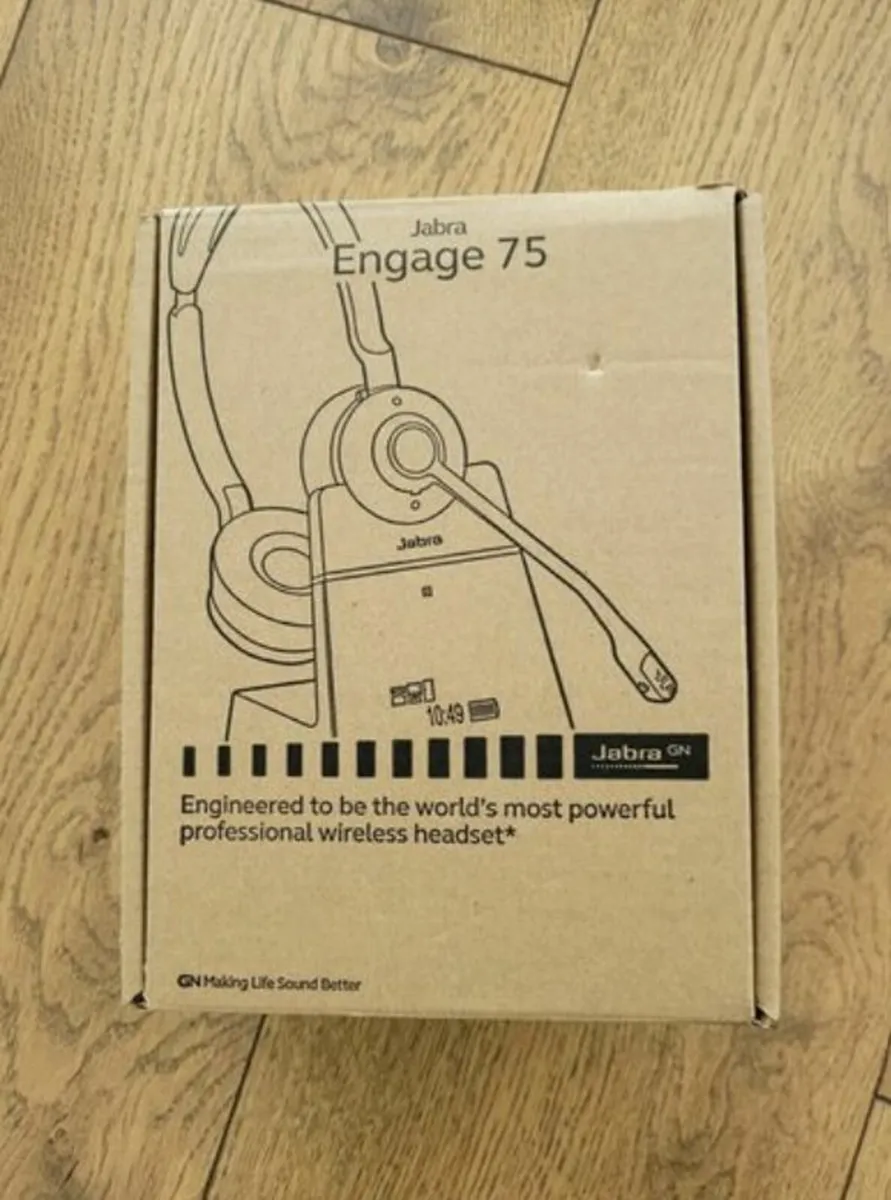 Jabra
Engage 75
Jabra
10:49
Jabra GN
Engineered to be the world's most powerful
professional wireless headset*
GN Making Life Sound Better